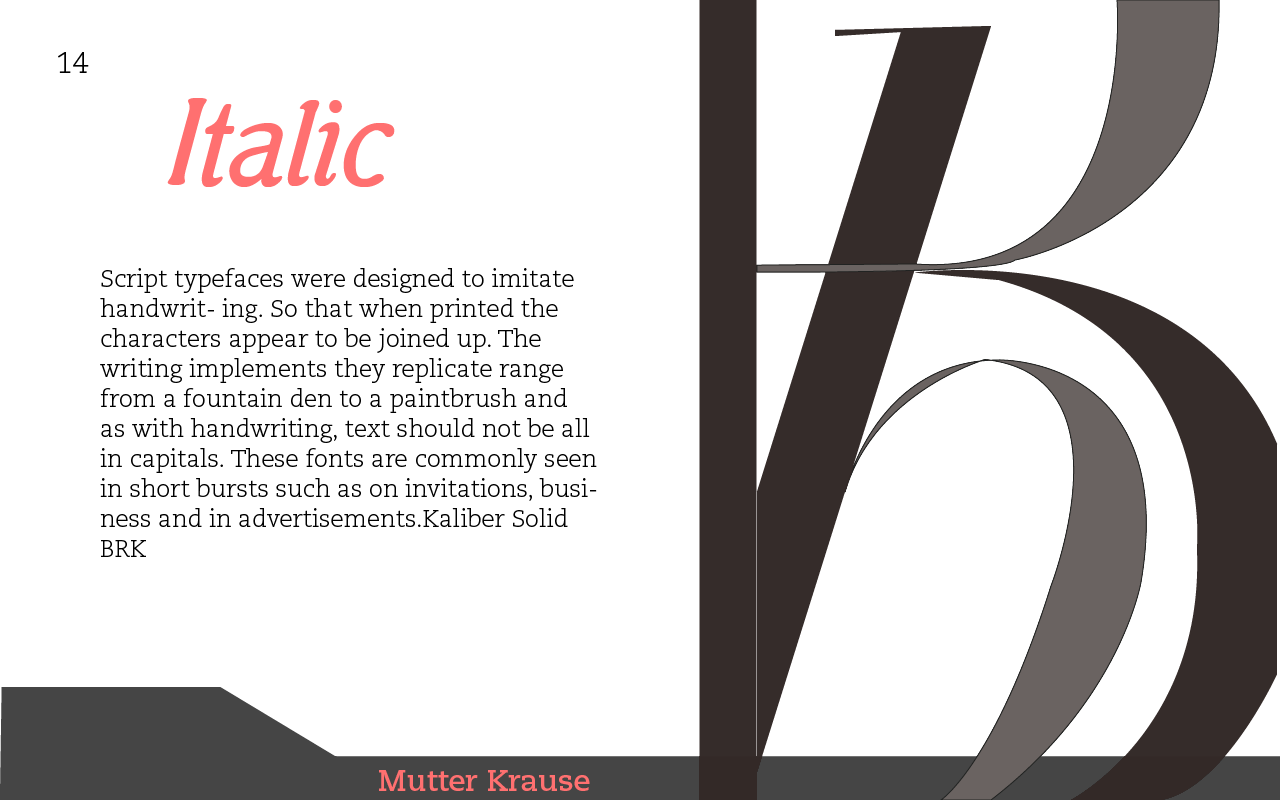 14
Italic
Script typefaces were designed to imitate
handwrit- ing. So that when printed the
characters appear to be joined up. The
writing implements they replicate range
from a fountain den to a paintbrush and
as with handwriting, text should not be all
in capitals. These fonts are commonly seen
in short bursts such as on invitations, busi-
ness and in advertisements.Kaliber Solid
BRK
Mutter Krause